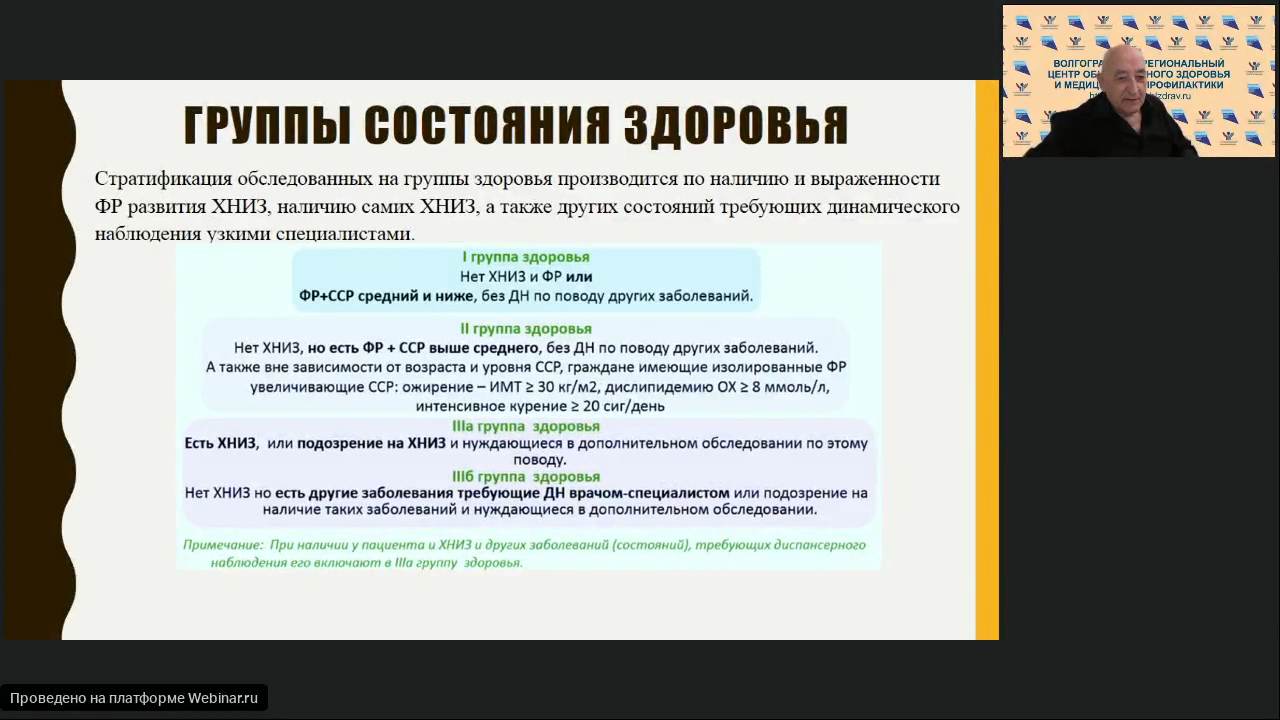 ГРУППЫ СОСТОЯНИЯ ЗДОРОВЬЯ
Стратификация обследованных на группы здоровья производится по наличию и выраженности
ФР развития ХНИЗ, наличию самих ХНИЗ, а также других состояний требующих динамического
наблюдения узкими специалистами.
I группа здоровья
Нет ХНИЗ и ФР или
ФР+ССР средний и ниже, без ДН по поводу других заболеваний.
II группа здоровья
Нет ХНИЗ, но есть ФР + ССР выше среднего, без ДН по поводу других заболеваний.
А также вне зависимости от возраста и уровня ССР, граждане имеющие изолированные ФР
увеличивающие ССР: ожирение – ИМТ ≥ 30 кг/м2, дислипидемию ОХ ≥ 8 ммоль/л,
интенсивное курение ≥ 20 сиг/день
IIIа группа здоровья
Есть ХНИЗ, или подозрение на ХНИЗ и нуждающиеся в дополнительном обследовании по этому
поводу.
IIIб группа здоровья
Нет ХНИЗ но есть другие заболевания требующие ДН врачом-специалистом или подозрение на
наличие таких заболеваний и нуждающиеся в дополнительном обследовании.
Примечание: При наличии у пациента и ХНИЗ и других заболеваний (состояний), требующих диспансерного
наблюдения его включают в IIIа группу здоровья.
ВОЛГОГРА ЕГИОНАЛЬНЫЙ
ЦЕНТР ОБ НОГО ЗДОРОВЬЯ
И МЕДИЦ РОФИЛАКТИКИ
Проведено на платформе Webinar.ru